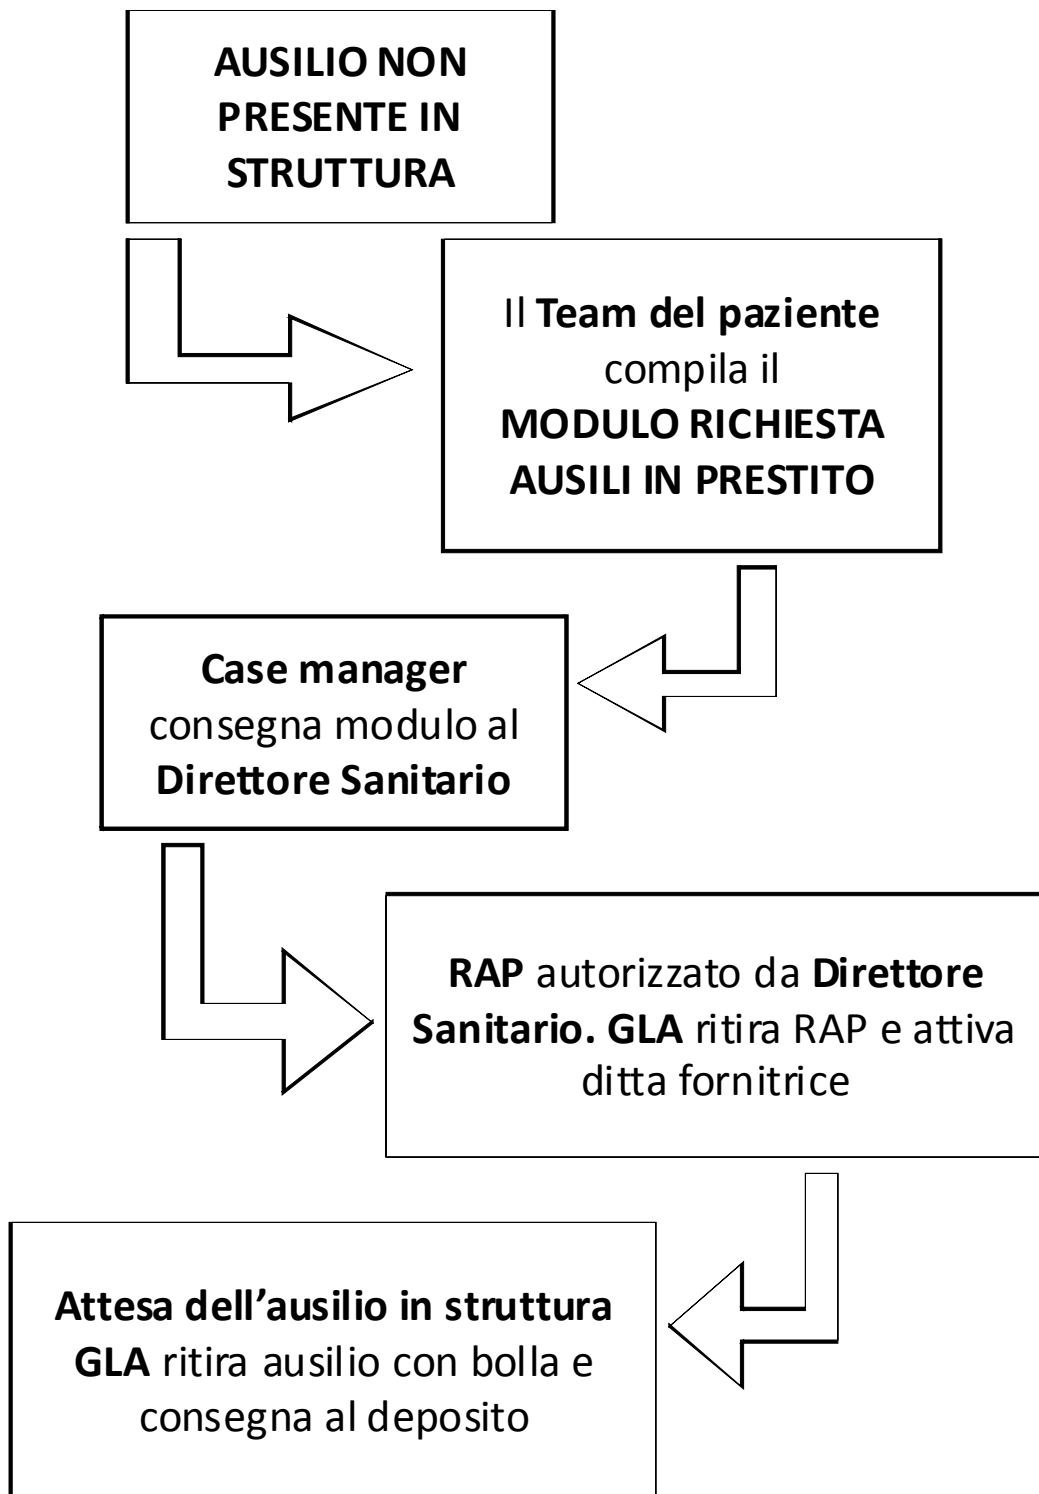 AUSILIO NON
PRESENTE IN
STRUTTURA
Il Team del paziente
compila il
MODULO RICHIESTA
AUSILI IN PRESTITO
Case manager
consegna modulo al
Direttore Sanitario
RAP autorizzato da Direttore
Sanitario. GLA ritira RAP e attiva
ditta fornitrice
Attesa dell’ausilio in struttura
GLA ritira ausilio con bolla e
consegna al deposito